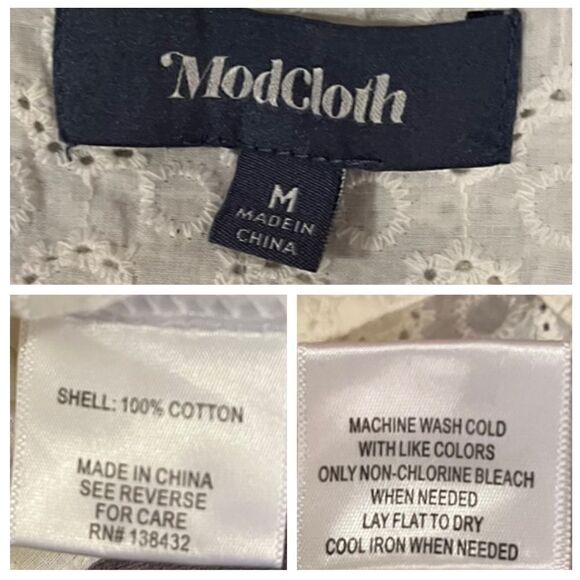 ModCloth
M
MADE IN
CHINA
SHELL: 100% COTTON
MADE IN CHINA
SEE REVERSE
FOR CARE
RN# 138432
MACHINE WASH COLD
WITH LIKE COLORS
ONLY NON-CHLORINE BLEACH
WHEN NEEDED
LAY FLAT TO DRY
COOL IRON WHEN NEEDED